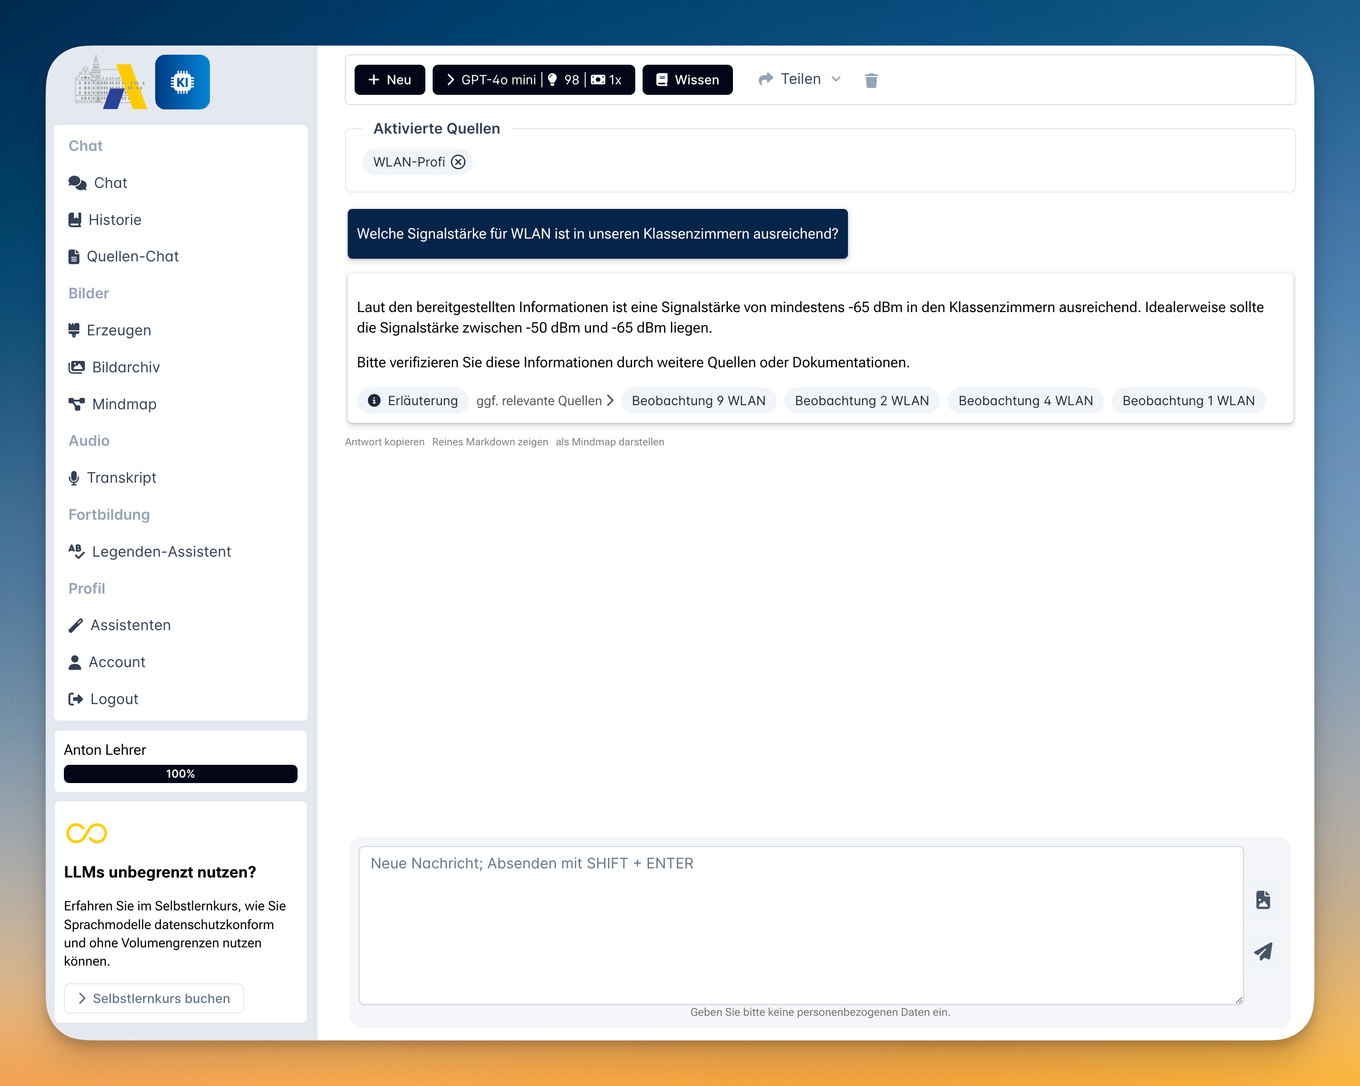 KI
Chat
Chat
Historie
Quellen-Chat
Bilder
Erzeugen
Bildarchiv
Mindmap
Audio
Transkript
Fortbildung
AB Legenden-Assistent
Profil
Assistenten
Account
Logout
Anton Lehrer
100%
LLMs unbegrenzt nutzen?
Erfahren Sie im Selbstlernkurs, wie Sie
Sprachmodelle datenschutzkonform
und ohne Volumengrenzen nutzen
können.
Selbstlernkurs buchen
+ Neu
GPT-4o mini | 98 | 1x
Wissen
Teilen
Aktivierte Quellen
WLAN-Profi
Welche Signalstärke für WLAN ist in unseren Klassenzimmern ausreichend?
Laut den bereitgestellten Informationen ist eine Signalstärke von mindestens -65 dBm in den Klassenzimmern ausreichend. Idealerweise sollte
die Signalstärke zwischen -50 dBm und -65 dBm liegen.
Bitte verifizieren Sie diese Informationen durch weitere Quellen oder Dokumentationen.
Erläuterung ggf. relevante Quellen Beobachtung 9 WLAN Beobachtung 2 WLAN Beobachtung 4 WLAN Beobachtung 1 WLAN
Antwort kopieren Reines Markdown zeigen als Mindmap darstellen
Neue Nachricht; Absenden mit SHIFT + ENTER
Geben Sie bitte keine personenbezogenen Daten ein.